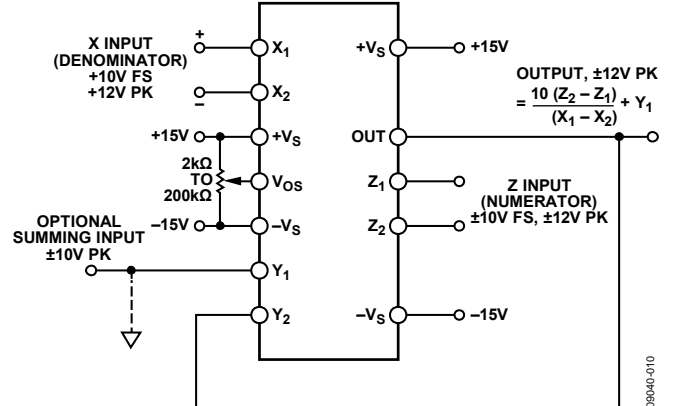 X INPUT
(DENOMINATOR)
+10V FS
+12V PK
+
–
X1
X2
+15V
+VS
2kΩ
TO
200kΩ
VOS
–15V
–VS
OPTIONAL
SUMMING INPUT
±10V PK
Y1
Y2
+VS
+15V
OUTPUT, ±12V PK
= 10 (Z2 – Z1) / (X1 – X2) + Y1
OUT
Z1
Z2
Z INPUT
(NUMERATOR)
±10V FS, ±12V PK
–VS
–15V
09040-010